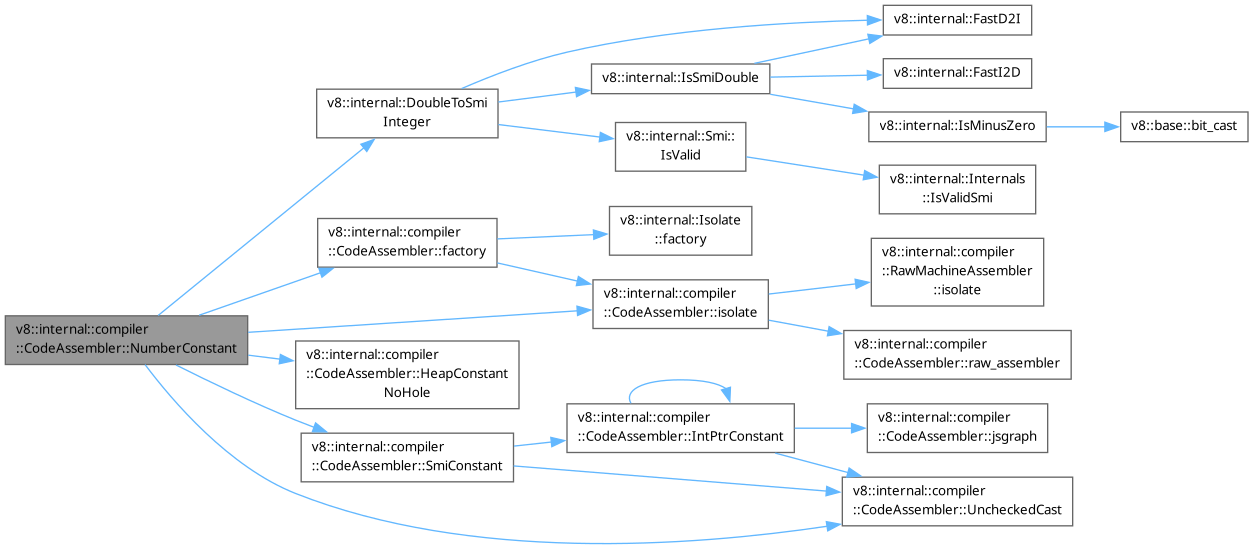 v8::internal::FastD2I
v8::internal::IsSmiDouble
v8::internal::FastI2D
v8::internal::DoubleToSmi
Integer
v8::internal::IsMinusZero
v8::base::bit_cast
v8::internal::Smi::
IsValid
v8::internal::Internals
::IsValidSmi
v8::internal::compiler
::CodeAssembler::factory
v8::internal::Isolate
::factory
v8::internal::compiler
::RawMachineAssembler
::isolate
v8::internal::compiler
::CodeAssembler::isolate
v8::internal::compiler
::CodeAssembler::NumberConstant
v8::internal::compiler
::CodeAssembler::raw_assembler
v8::internal::compiler
::CodeAssembler::HeapConstant
NoHole
v8::internal::compiler
::CodeAssembler::IntPtrConstant
v8::internal::compiler
::CodeAssembler::jsgraph
v8::internal::compiler
::CodeAssembler::SmiConstant
v8::internal::compiler
::CodeAssembler::UncheckedCast